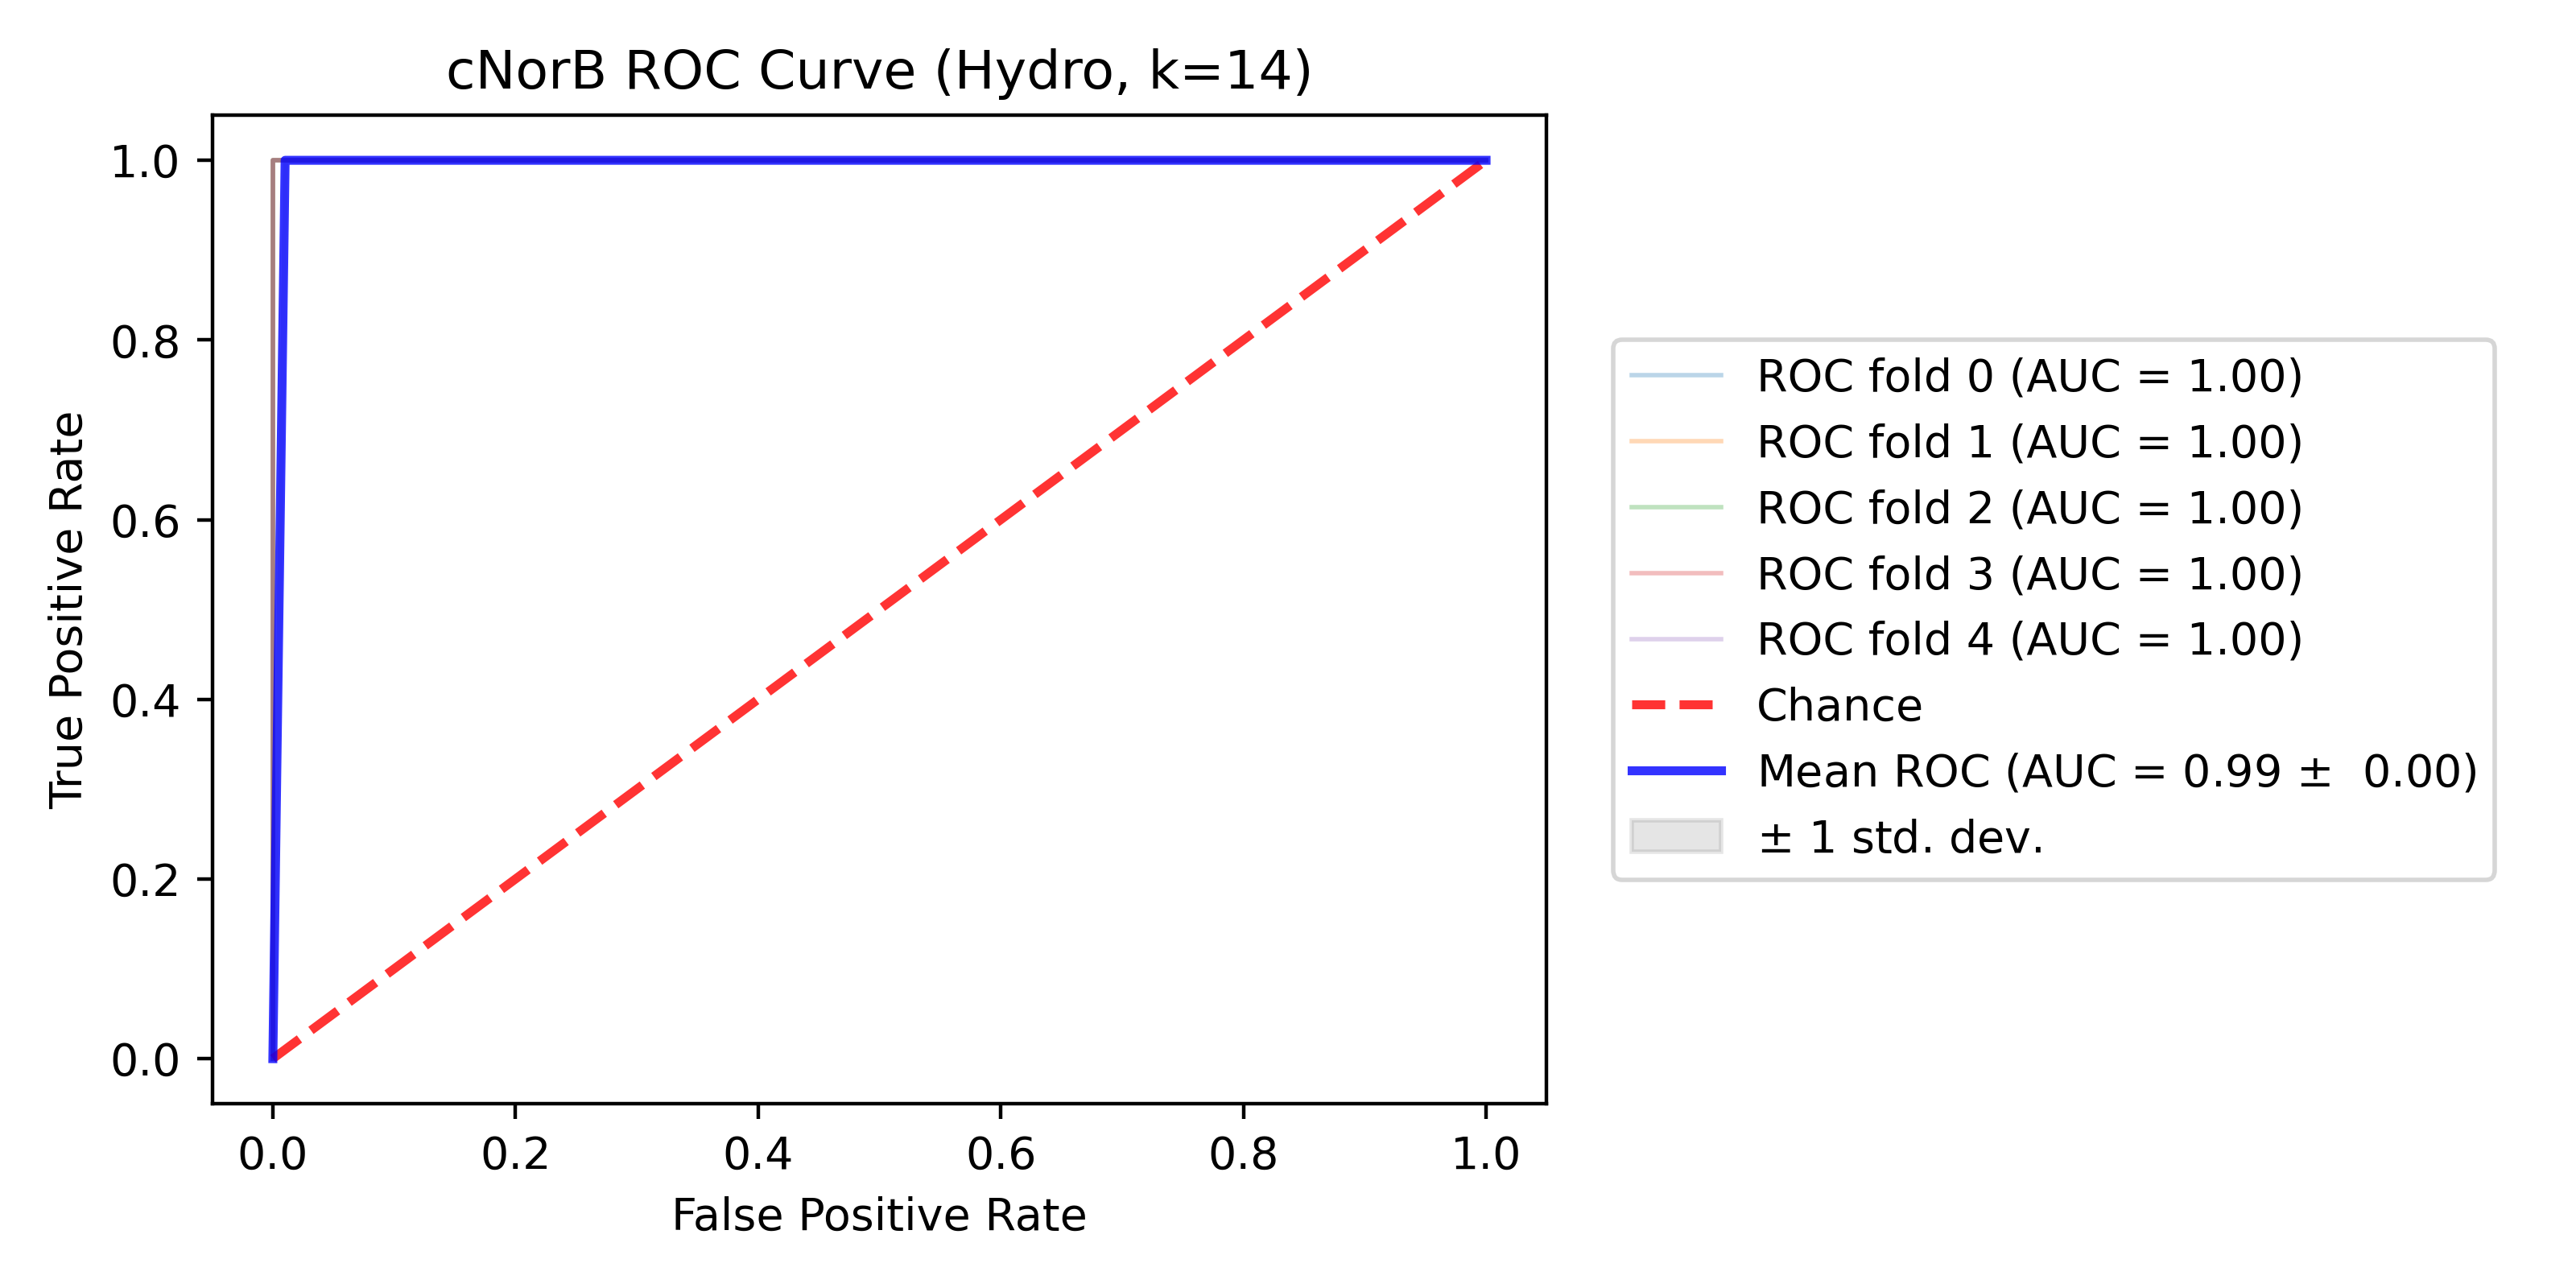 cNorB ROC Curve (Hydro, k=14)
True Positive Rate
1.0
0.8
0.6
0.4
0.2
0.0
0.0 0.2 0.4 0.6 0.8 1.0
False Positive Rate
ROC fold 0 (AUC = 1.00)
ROC fold 1 (AUC = 1.00)
ROC fold 2 (AUC = 1.00)
ROC fold 3 (AUC = 1.00)
ROC fold 4 (AUC = 1.00)
Chance
Mean ROC (AUC = 0.99 ± 0.00)
± 1 std. dev.